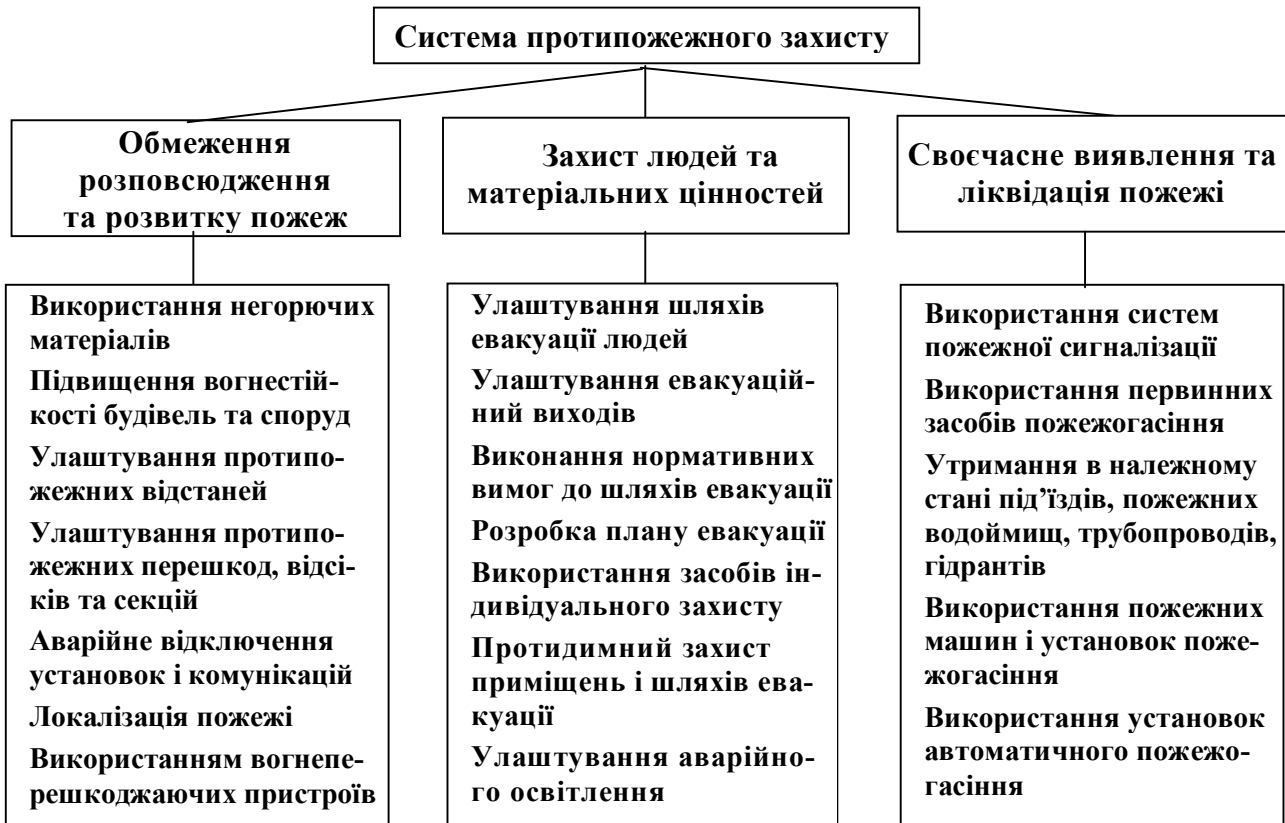 Система протипожежного захисту
Обмеження
розповсюдження
та розвитку пожеж
Захист людей та
матеріальних цінностей
Своєчасне виявлення та
ліквідація пожежі
Використання негорючих
матеріалів
Підвищення вогнестій-
кості будівель та споруд
Улаштування протипо-
жежних відстаней
Улаштування протипо-
жежних перешкод, відсі-
ків та секцій
Аварійне відключення
установок і комунікацій
Локалізація пожежі
Використанням вогнепе-
решкоджаючих пристроїв
Улаштування шляхів
евакуації людей
Улаштування евакуацій-
ний виходів
Виконання нормативних
вимог до шляхів евакуації
Розробка плану евакуації
Використання засобів ін-
дивідуального захисту
Протидимний захист
приміщень і шляхів ева-
куації
Улаштування аварійно-
го освітлення
Використання систем
пожежної сигналізації
Використання первинних
засобів пожежогасіння
Утримання в належному
стані під’їздів, пожежних
водоймищ, трубопроводів,
гідрантів
Використання пожежних
машин і установок поже-
жогасіння
Використання установок
автоматичного пожежо-
гасіння